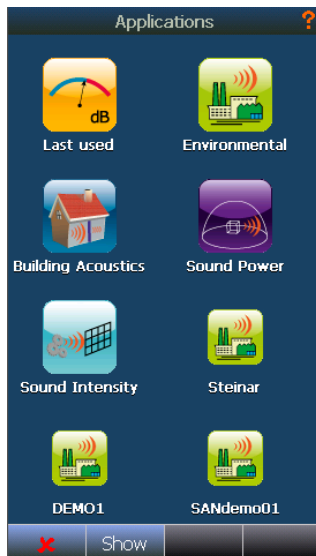 Applications ?
dB
Last used Environmental
Building Acoustics Sound Power
Sound Intensity Steinar
DEMO1 SANdemo01
Show